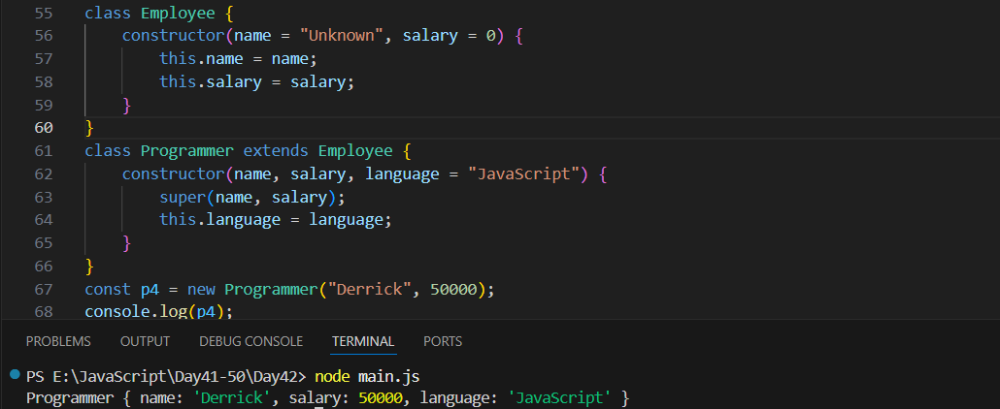 55 class Employee {
56     constructor(name = "Unknown", salary = 0) {
57         this.name = name;
58         this.salary = salary;
59     }
60 }
61 class Programmer extends Employee {
62     constructor(name, salary, language = "JavaScript") {
63         super(name, salary);
64         this.language = language;
65     }
66 }
67 const p4 = new Programmer("Derrick", 50000);
68 console.log(p4);
PROBLEMS OUTPUT DEBUG CONSOLE TERMINAL PORTS
PS E:\JavaScript\Day41-50\Day42> node main.js
Programmer { name: 'Derrick', salary: 50000, language: 'JavaScript' }